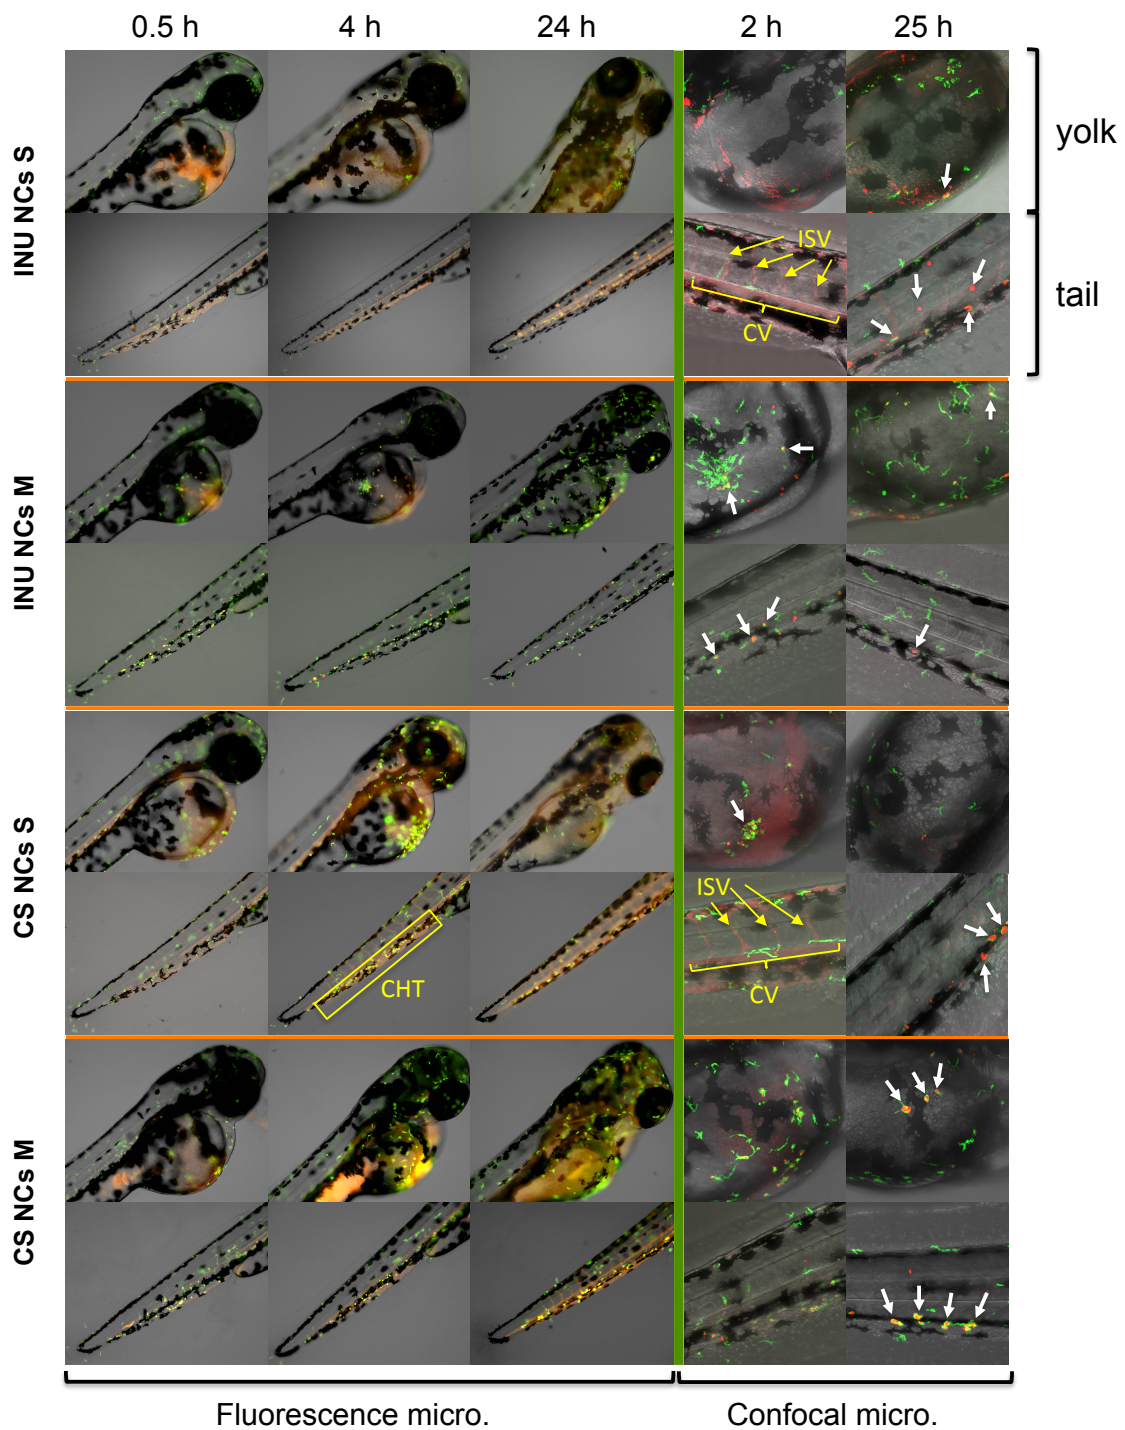 0.5 h 4 h 24 h 2 h 25 h
INU NCs S
yolk
ISV
CV
tail
INU NCs M
CS NCs S
CHT
ISV
CV
CS NCs M
Fluorescence micro. Confocal micro.